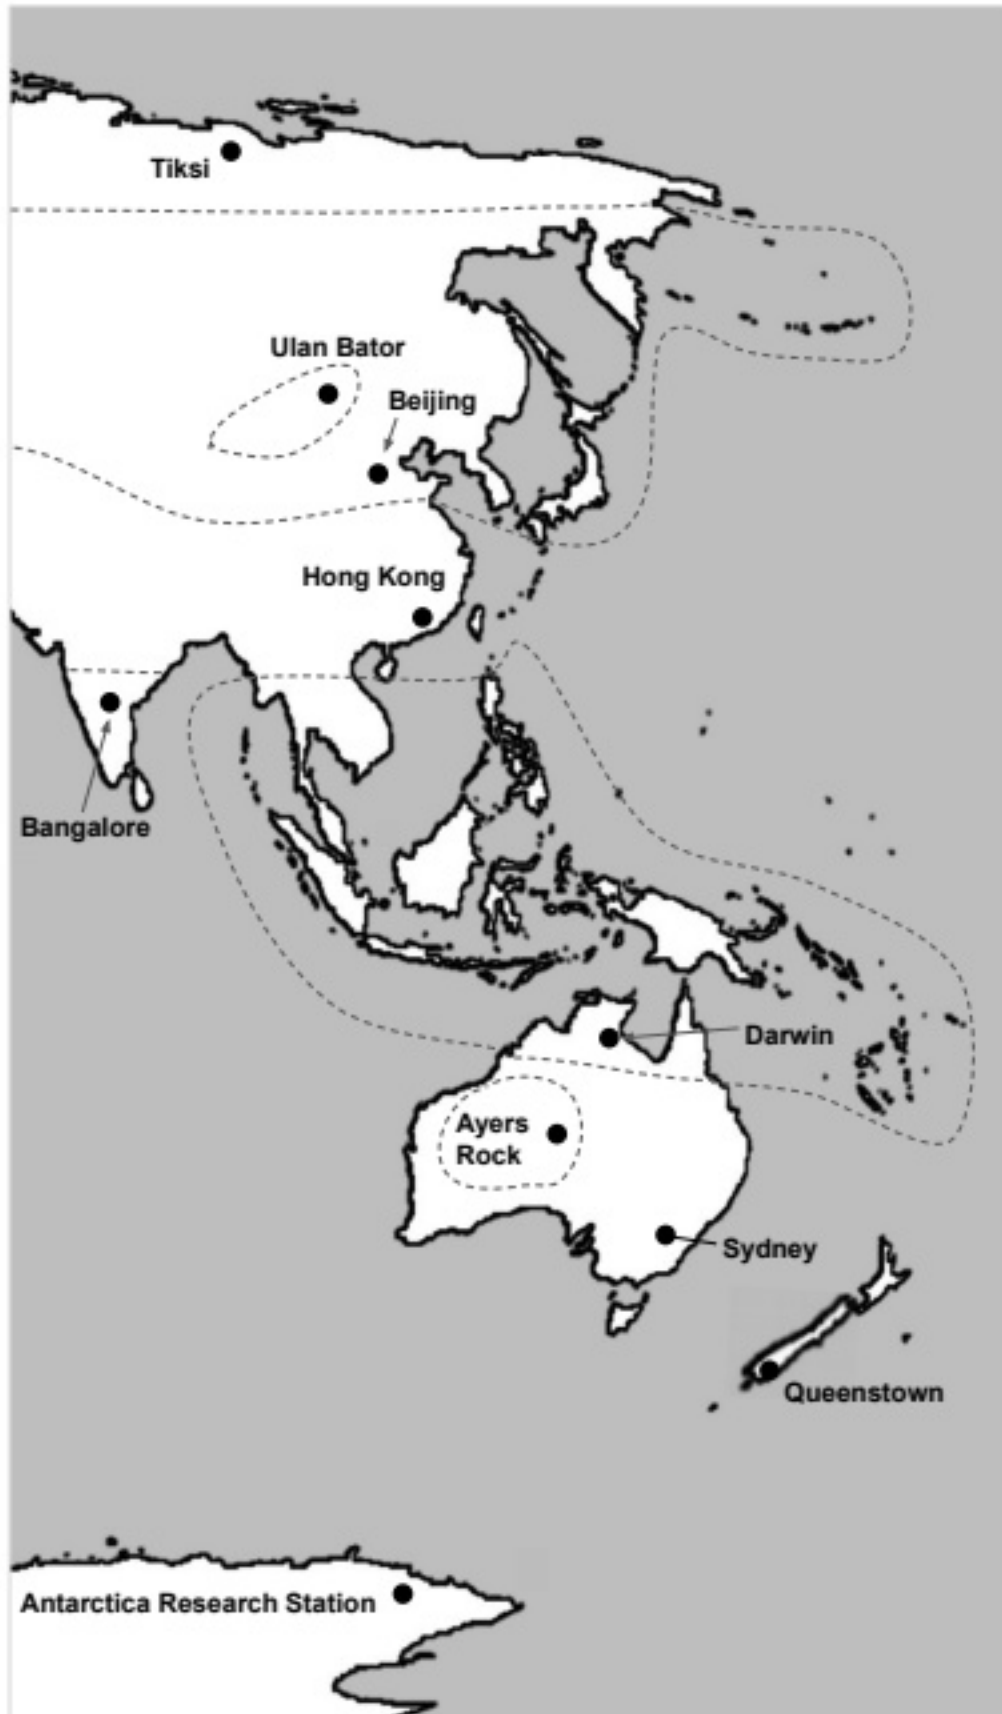 Tiksi
Ulan Bator
Beijing
Hong Kong
Bangalore
Darwin
Ayers
Rock
Sydney
Queenstown
Antarctica Research Station